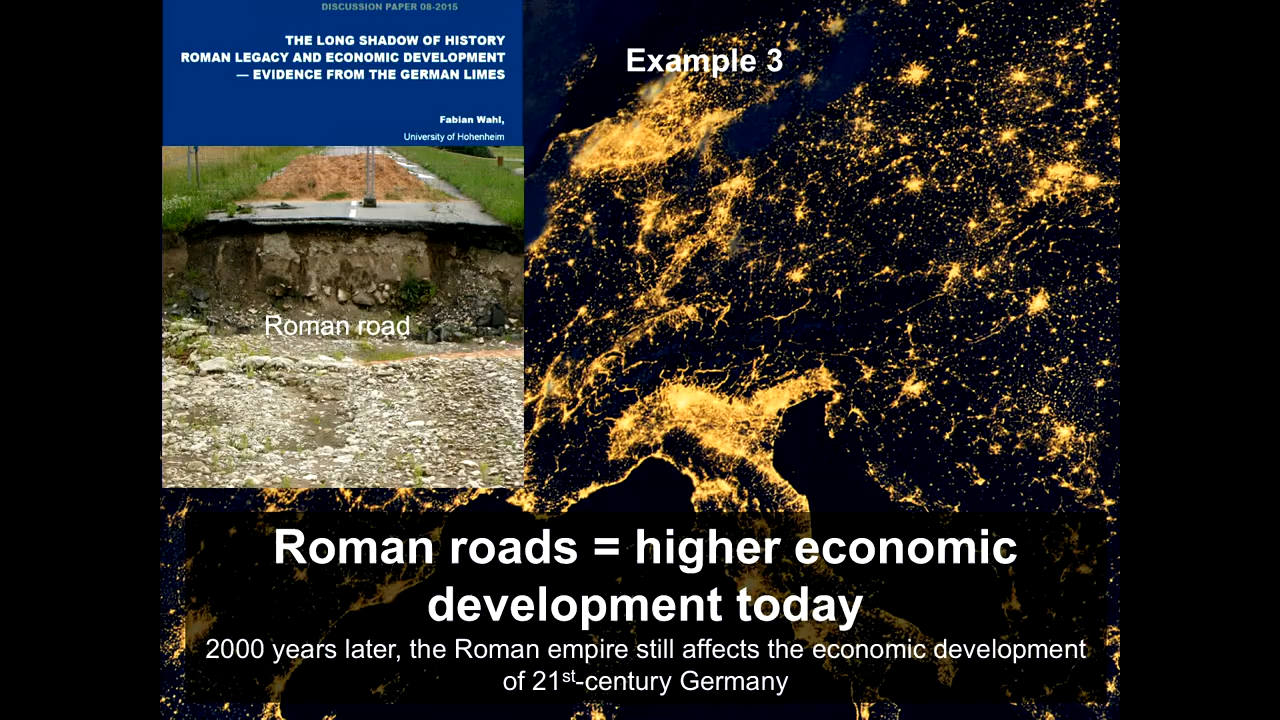 DISCUSSION PAPER 08-2015
THE LONG SHADOW OF HISTORY
ROMAN LEGACY AND ECONOMIC DEVELOPMENT
— EVIDENCE FROM THE GERMAN LIMES
Fabian Wahl,
University of Hohenheim
Example 3
Roman road
Roman roads = higher economic
development today
2000 years later, the Roman empire still affects the economic development
of 21st-century Germany